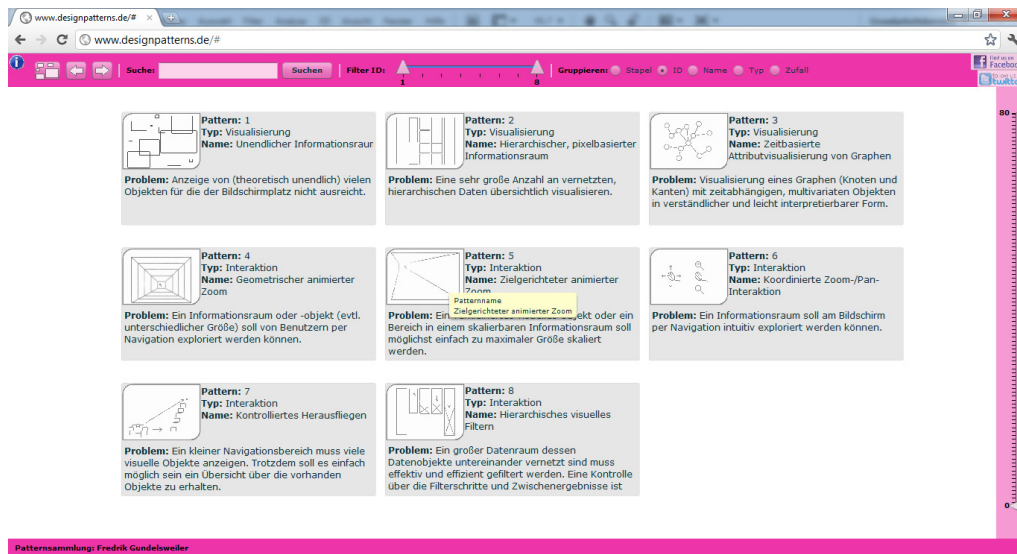 www.designpatterns.de/#
www.designpatterns.de/#
Suche:
Suchen
Filter ID:
1
8
Gruppieren:
Stapel
ID
Name
Typ
Zufall
Find us on
Facebo
twitte
80
Pattern: 1
Typ: Visualisierung
Name: Unendlicher Informationsraur
Problem: Anzeige von (theoretisch unendlich) vielen
Objekten für die der Bildschirmplatz nicht ausreicht.
Pattern: 2
Typ: Visualisierung
Name: Hierarchischer, pixelbasierter
Informationsraum
Problem: Eine sehr große Anzahl an vernetzten,
hierarchischen Daten übersichtlich visualisieren.
Pattern: 3
Typ: Visualisierung
Name: Zeitbasierte
Attributvisualisierung von Graphen
Problem: Visualisierung eines Graphen (Knoten und
Kanten) mit zeitabhängigen, multivariaten Objekten
in verständlicher und leicht interpretierbarer Form.
Pattern: 4
Typ: Interaktion
Name: Geometrischer animierter
Zoom
Problem: Ein Informationsraum oder -objekt (evtl.
unterschiedlicher Größe) soll von Benutzern per
Navigation exploriert werden können.
Pattern: 5
Typ: Interaktion
Name: Zielgerichteter animierter
Zoom
Patternname
Zielgerichteter animierter Zoom
Problem: Ein Objekt oder ein
Bereich in einem skalierbaren Informationsraum soll
möglichst einfach zu maximaler Größe skaliert
werden.
Pattern: 6
Typ: Interaktion
Name: Koordinierte Zoom-/Pan-
Interaktion
Problem: Ein Informationsraum soll am Bildschirm
per Navigation intuitiv exploriert werden können.
Pattern: 7
Typ: Interaktion
Name: Kontrolliertes Herausfliegen
Problem: Ein kleiner Navigationsbereich muss viele
visuelle Objekte anzeigen. Trotzdem soll es einfach
möglich sein ein Übersicht über die vorhanden
Objekte zu erhalten.
Pattern: 8
Typ: Interaktion
Name: Hierarchisches visuelles
Filtern
Problem: Ein großer Datenraum dessen
Datenobjekte untereinander vernetzt sind muss
effektiv und effizient gefiltert werden. Eine Kontrolle
über die Filterschritte und Zwischenergebnisse ist
0
Patternsammlung: Fredrik Gundelsweiler